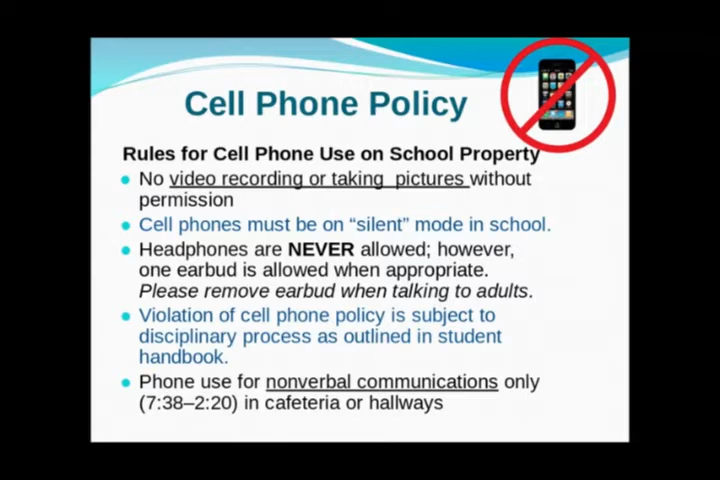 Cell Phone Policy
Rules for Cell Phone Use on School Property
No video recording or taking  pictures without
permission
Cell phones must be on “silent” mode in school.
Headphones are NEVER allowed; however,
one earbud is allowed when appropriate.
Please remove earbud when talking to adults.
Violation of cell phone policy is subject to
disciplinary process as outlined in student
handbook.
Phone use for nonverbal communications only
(7:38–2:20) in cafeteria or hallways